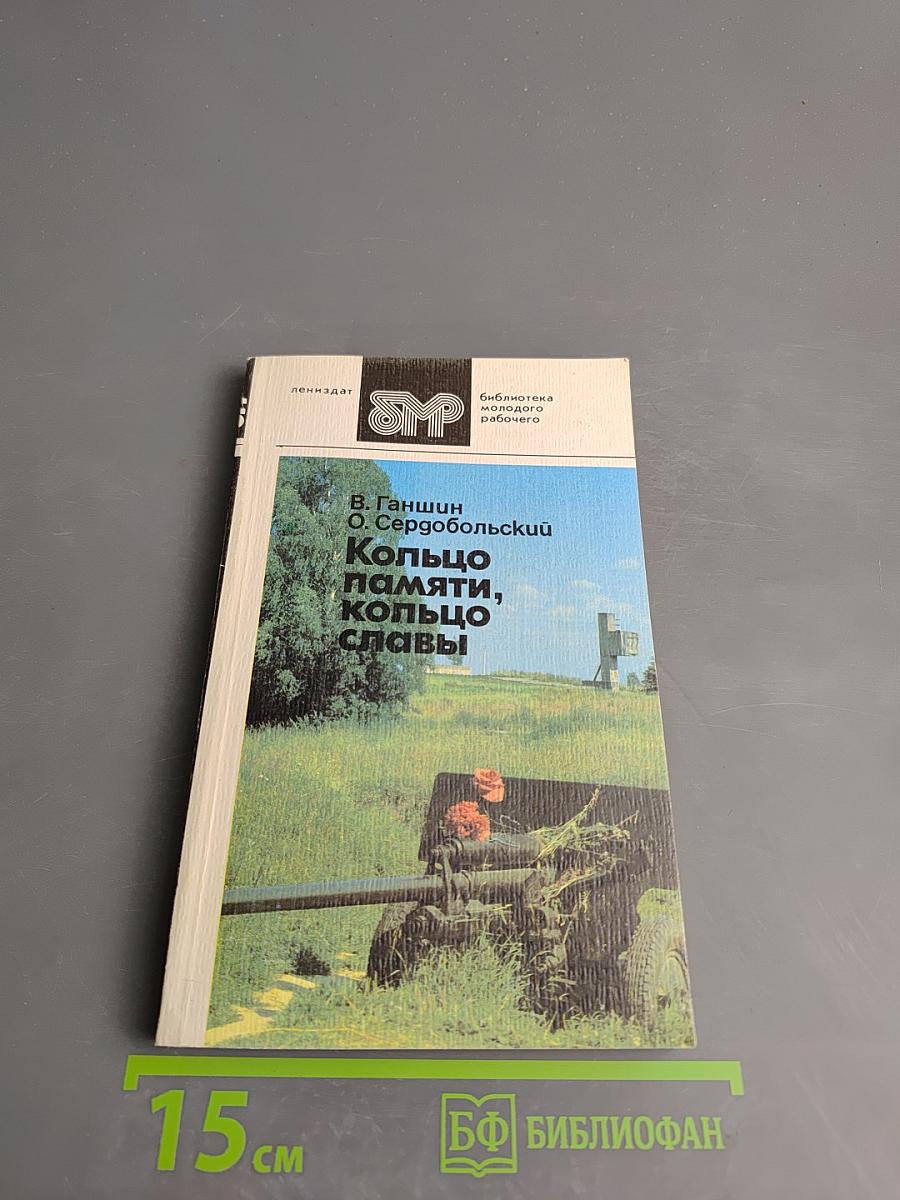 лениздат
БМР
библиотека
молодого
рабочего
В. Ганшин
О. Сердобольский
Кольцо
памяти,
кольцо
славы
15 см
БФ БИБЛИОФАН